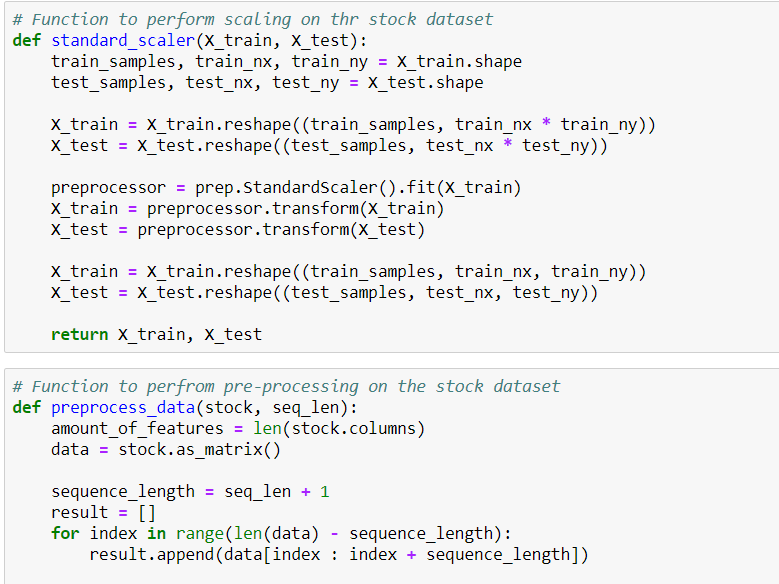 # Function to perform scaling on thr stock dataset
def standard_scaler(X_train, X_test):
    train_samples, train_nx, train_ny = X_train.shape
    test_samples, test_nx, test_ny = X_test.shape

    X_train = X_train.reshape((train_samples, train_nx * train_ny))
    X_test = X_test.reshape((test_samples, test_nx * test_ny))

    preprocessor = prep.StandardScaler().fit(X_train)
    X_train = preprocessor.transform(X_train)
    X_test = preprocessor.transform(X_test)

    X_train = X_train.reshape((train_samples, train_nx, train_ny))
    X_test = X_test.reshape((test_samples, test_nx, test_ny))

    return X_train, X_test

# Function to perfrom pre-processing on the stock dataset
def preprocess_data(stock, seq_len):
    amount_of_features = len(stock.columns)
    data = stock.as_matrix()

    sequence_length = seq_len + 1
    result = []
    for index in range(len(data) - sequence_length):
        result.append(data[index : index + sequence_length])